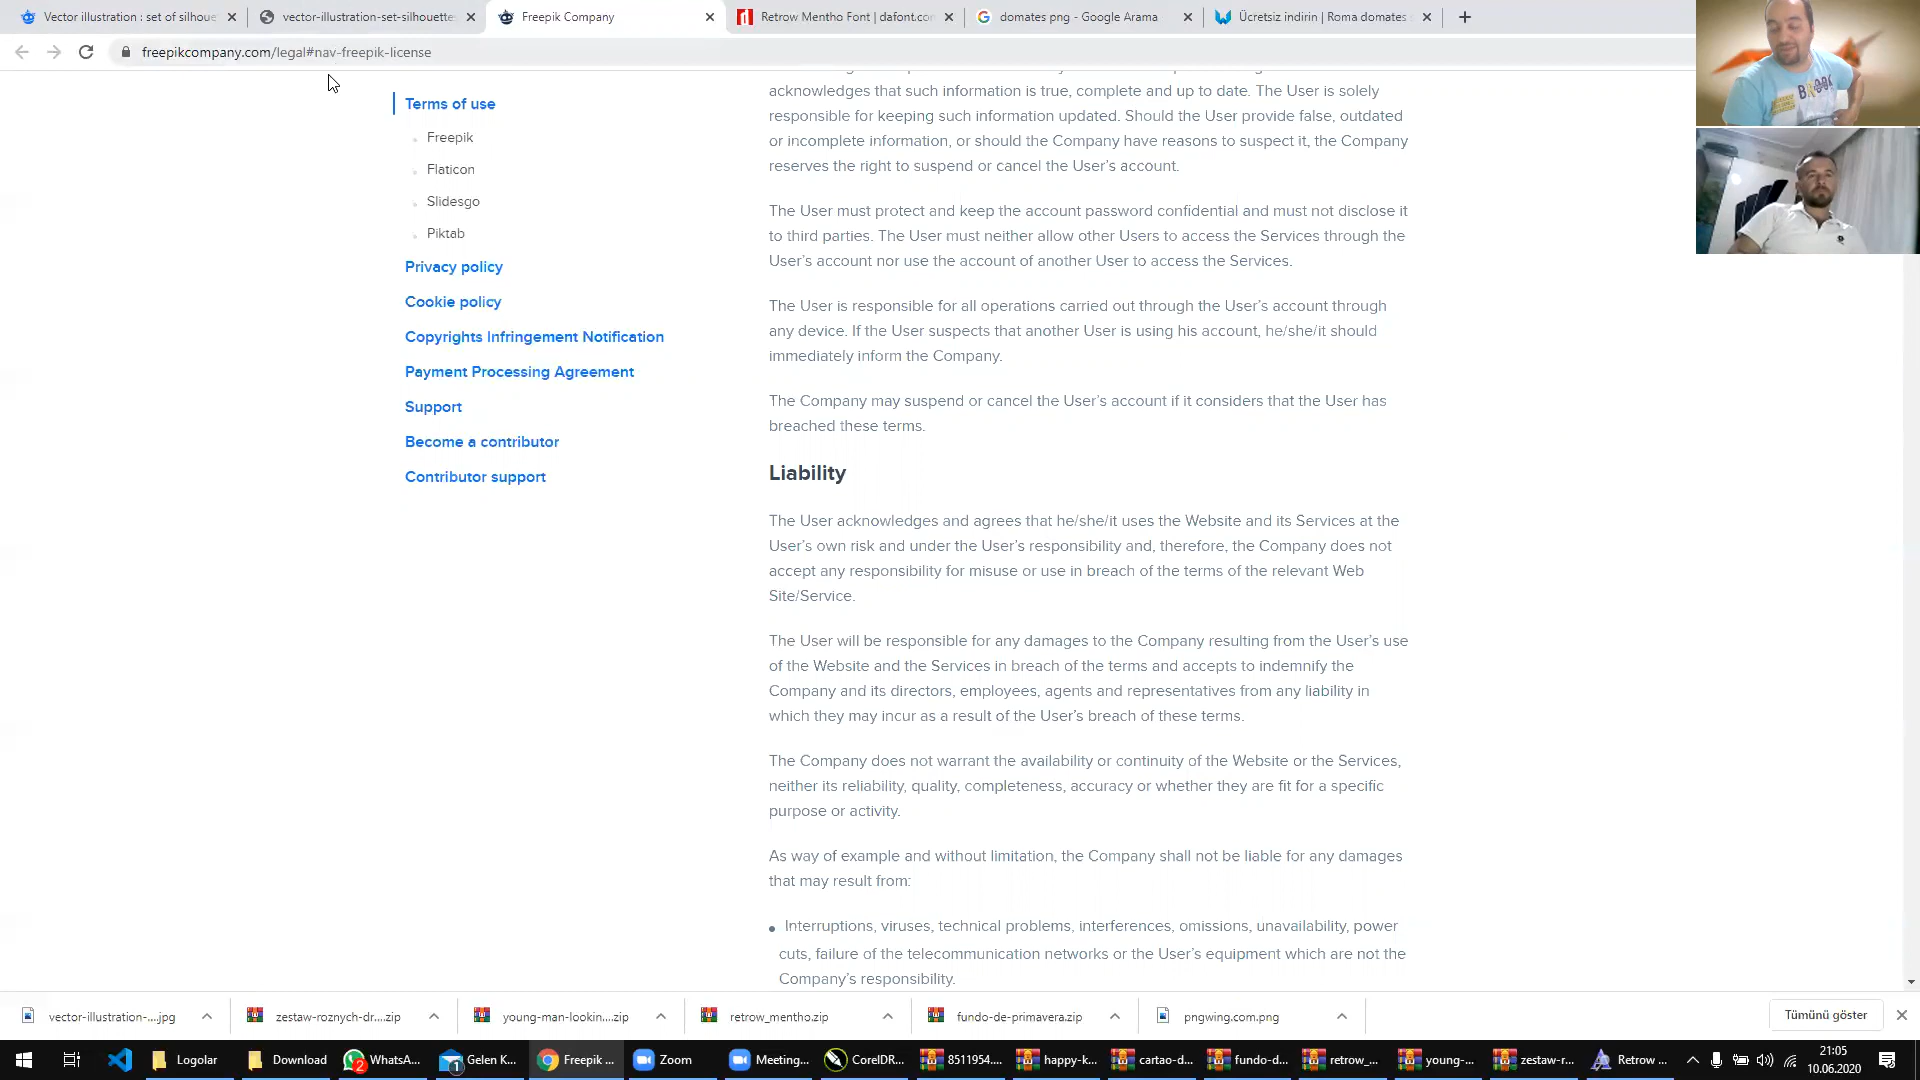 Vector illustration : set of silhoue
vector-illustration-set-silhouette
Freepik Company
Retrow Mentho Font | dafont.co
domates png - Google Arama
Ücretsiz indirin | Roma domates
freepikcompany.com/legal#nav-freepik-license
Terms of use
Freepik
Flaticon
Slidesgo
Piktab
Privacy policy
Cookie policy
Copyrights Infringement Notification
Payment Processing Agreement
Support
Become a contributor
Contributor support
acknowledges that such information is true, complete and up to date. The User is solely
responsible for keeping such information updated. Should the User provide false, outdated
or incomplete information, or should the Company have reasons to suspect it, the Company
reserves the right to suspend or cancel the User's account.
The User must protect and keep the account password confidential and must not disclose it
to third parties. The User must neither allow other Users to access the Services through the
User's account nor use the account of another User to access the Services.
The User is responsible for all operations carried out through the User's account through
any device. If the User suspects that another User is using his account, he/she/it should
immediately inform the Company.
The Company may suspend or cancel the User's account if it considers that the User has
breached these terms.
Liability
The User acknowledges and agrees that he/she/it uses the Website and its Services at the
User's own risk and under the User's responsibility and, therefore, the Company does not
accept any responsibility for misuse or use in breach of the terms of the relevant Web
Site/Service.
The User will be responsible for any damages to the Company resulting from the User's use
of the Website and the Services in breach of the terms and accepts to indemnify the
Company and its directors, employees, agents and representatives from any liability in
which they may incur as a result of the User's breach of these terms.
The Company does not warrant the availability or continuity of the Website or the Services,
neither its reliability, quality, completeness, accuracy or whether they are fit for a specific
purpose or activity.
As way of example and without limitation, the Company shall not be liable for any damages
that may result from:
• Interruptions, viruses, technical problems, interferences, omissions, unavailability, power
cuts, failure of the telecommunication networks or the User's equipment which are not the
Company's responsibility.
vector-illustration-....jpg
zestaw-roznych-dr....zip
young-man-lookin....zip
retrow_mentho.zip
fundo-de-primavera.zip
pngwing.com.png
Tümünü göster
Logolar
Download
WhatsA...
2
Gelen K...
1
Freepik ...
Zoom
Meeting...
CorelDR...
8511954....
happy-k...
cartao-d...
fundo-d...
retrow_...
young-...
zestaw-r...
Retrow ...
21:05
10.06.2020